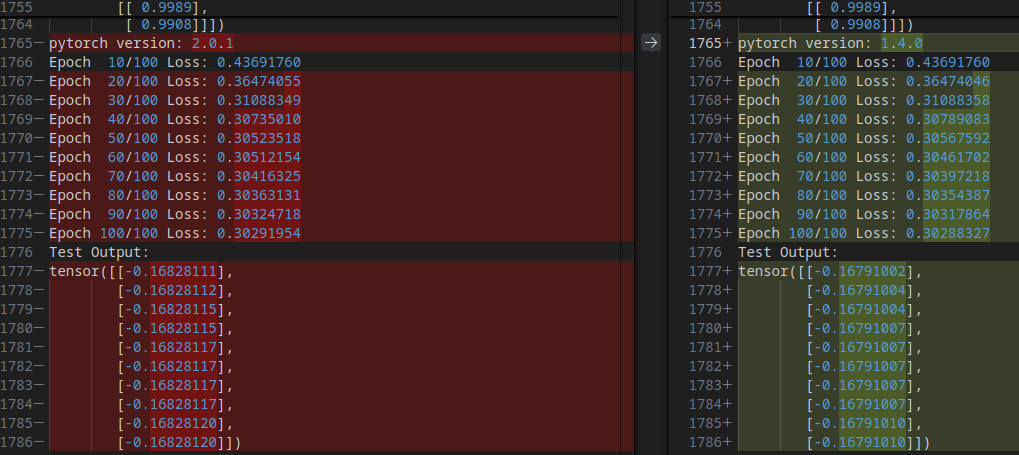 1755 [[ 0.9989],
1764 [ 0.9908]]])
1765− pytorch version: 2.0.1
1766 Epoch  10/100 Loss: 0.43691760
1767− Epoch  20/100 Loss: 0.36474055
1768− Epoch  30/100 Loss: 0.31088349
1769− Epoch  40/100 Loss: 0.30735010
1770− Epoch  50/100 Loss: 0.30523518
1771− Epoch  60/100 Loss: 0.30512154
1772− Epoch  70/100 Loss: 0.30416325
1773− Epoch  80/100 Loss: 0.30363131
1774− Epoch  90/100 Loss: 0.30324718
1775− Epoch 100/100 Loss: 0.30291954
1776 Test Output:
1777− tensor([[-0.16828111],
1778− [-0.16828112],
1779− [-0.16828115],
1780− [-0.16828115],
1781− [-0.16828117],
1782− [-0.16828117],
1783− [-0.16828117],
1784− [-0.16828117],
1785− [-0.16828120],
1786− [-0.16828120]])
1755 [[ 0.9989],
1764 [ 0.9908]]])
1765+ pytorch version: 1.4.0
1766 Epoch  10/100 Loss: 0.43691760
1767+ Epoch  20/100 Loss: 0.36474046
1768+ Epoch  30/100 Loss: 0.31088358
1769+ Epoch  40/100 Loss: 0.30789083
1770+ Epoch  50/100 Loss: 0.30567592
1771+ Epoch  60/100 Loss: 0.30461702
1772+ Epoch  70/100 Loss: 0.30397218
1773+ Epoch  80/100 Loss: 0.30354387
1774+ Epoch  90/100 Loss: 0.30317864
1775+ Epoch 100/100 Loss: 0.30288327
1776 Test Output:
1777+ tensor([[-0.16791002],
1778+ [-0.16791004],
1779+ [-0.16791004],
1780+ [-0.16791007],
1781+ [-0.16791007],
1782+ [-0.16791007],
1783+ [-0.16791007],
1784+ [-0.16791007],
1785+ [-0.16791010],
1786+ [-0.16791010]])